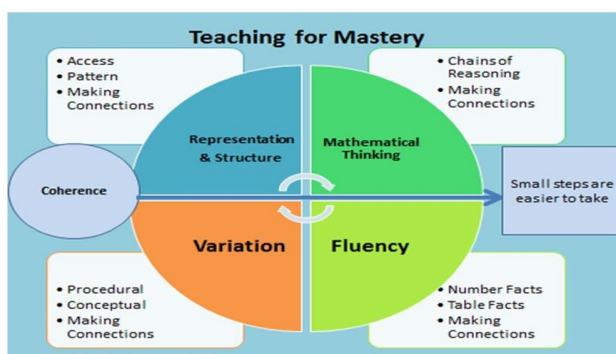 Teaching for Mastery
• Access
• Pattern
• Making
Connections
• Chains of
Reasoning
• Making
Connections
Representation
& Structure
Mathematical
Thinking
Coherence
Small steps are
easier to take
Variation
Fluency
• Procedural
• Conceptual
• Making
Connections
• Number Facts
• Table Facts
• Making
Connections